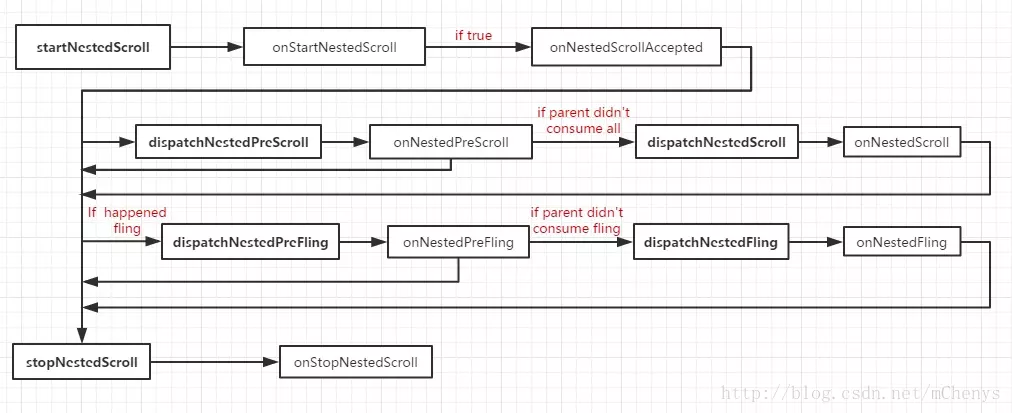 startNestedScroll
onStartNestedScroll
if true
onNestedScrollAccepted
dispatchNestedPreScroll
onNestedPreScroll
if parent didn't
consume all
dispatchNestedScroll
onNestedScroll
If happened
fling
dispatchNestedPreFling
onNestedPreFling
if parent didn't
consume fling
dispatchNestedFling
onNestedFling
stopNestedScroll
onStopNestedScroll
http://blog.csdn.net/mChenys